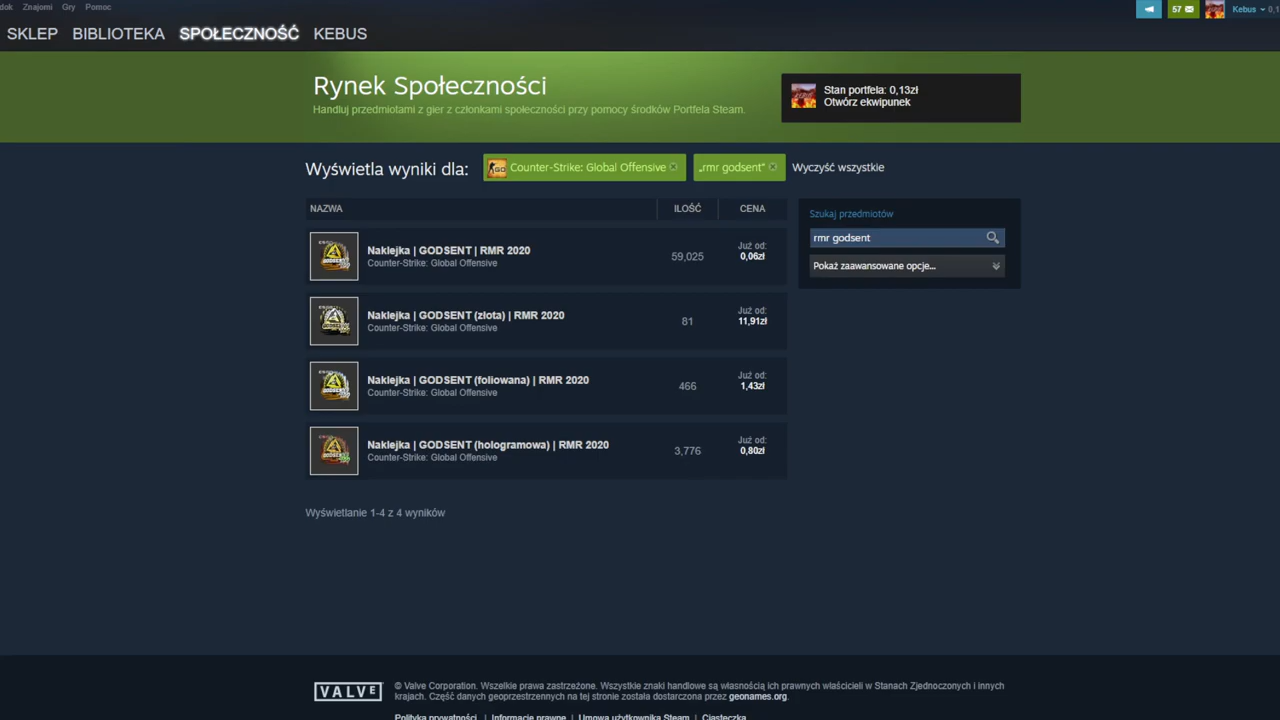 dok Znajomi Gry Pomoc
57 Kebus 0,1
SKLEP BIBLIOTEKA SPOŁECZNOŚĆ KEBUS
Rynek Społeczności
Handluj przedmiotami z gier z członkami społeczności przy pomocy środków Portfela Steam.
Stan portfela: 0,13zł
Otwórz ekwipunek
Wyświetla wyniki dla: Counter-Strike: Global Offensive „rmr godsent” Wyczyść wszystkie
NAZWA ILOŚĆ CENA
Naklejka | GODSENT | RMR 2020
Counter-Strike: Global Offensive
59,025
Już od:
0,06zł
Naklejka | GODSENT (złota) | RMR 2020
Counter-Strike: Global Offensive
81
Już od:
11,91zł
Naklejka | GODSENT (foliowana) | RMR 2020
Counter-Strike: Global Offensive
466
Już od:
1,43zł
Naklejka | GODSENT (hologramowa) | RMR 2020
Counter-Strike: Global Offensive
3,776
Już od:
0,80zł
Wyświetlanie 1-4 z 4 wyników
Szukaj przedmiotów
rmr godsent
Pokaż zaawansowane opcje...
VALVE
© Valve Corporation. Wszelkie prawa zastrzeżone. Wszystkie znaki handlowe są własnością ich prawnych właścicieli w Stanach Zjednoczonych i innych
krajach. Część danych geoprzestrzennych na tej stronie została dostarczona przez geonames.org.
Polityka prywatności | Informacje prawne | Umowa użytkownika Steam | Ciasteczka